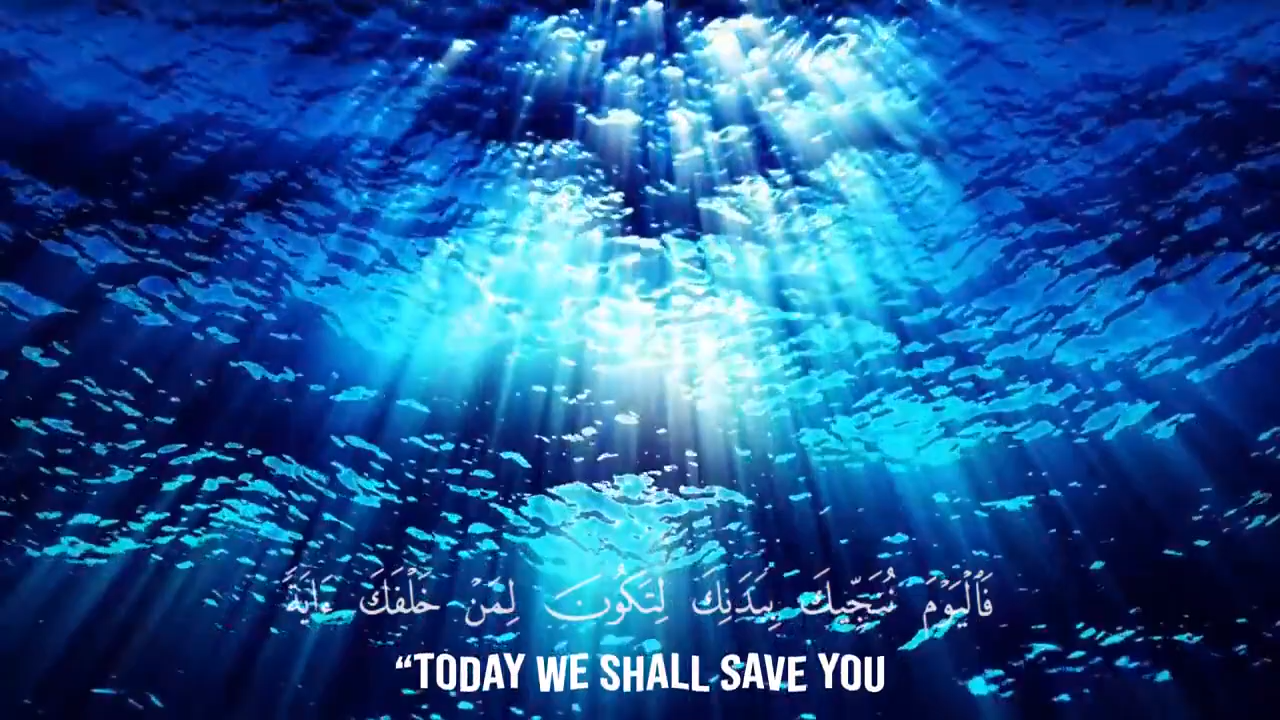 فَٱلْيَوْمَ نُنَجِّيكَ بِبَدَنِكَ لِتَكُونَ لِمَنْ خَلْفَكَ ءَايَةً
“TODAY WE SHALL SAVE YOU